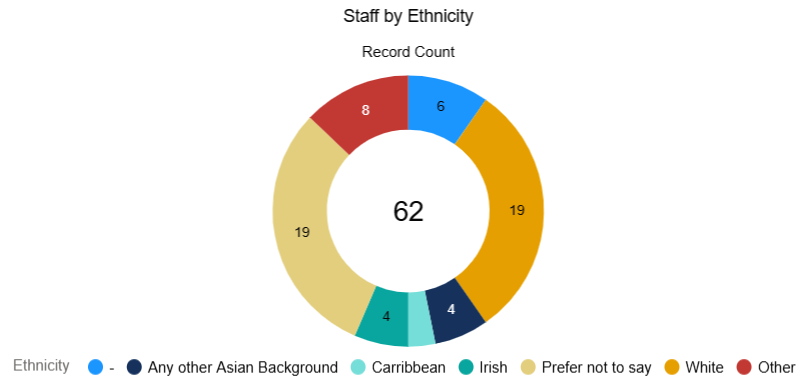 Staff by Ethnicity
Record Count
8
6
62
19
19
4
4
Ethnicity - Any other Asian Background Carribbean Irish Prefer not to say White Other